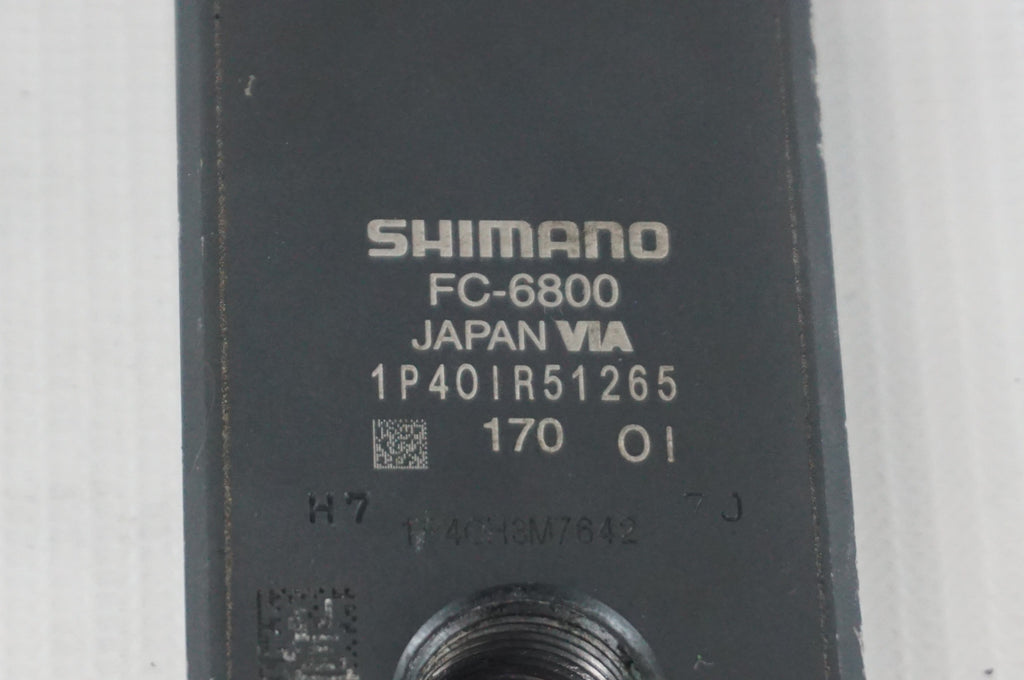 SHIMANO
FC-6800
JAPAN VIA
1P40IR51265
170 OI
H7 7J